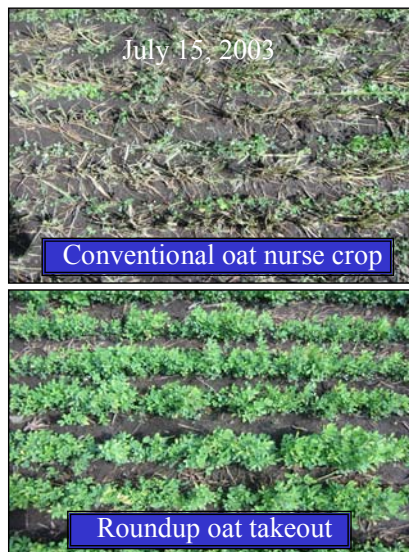 July 15, 2003
Conventional oat nurse crop
Roundup oat takeout